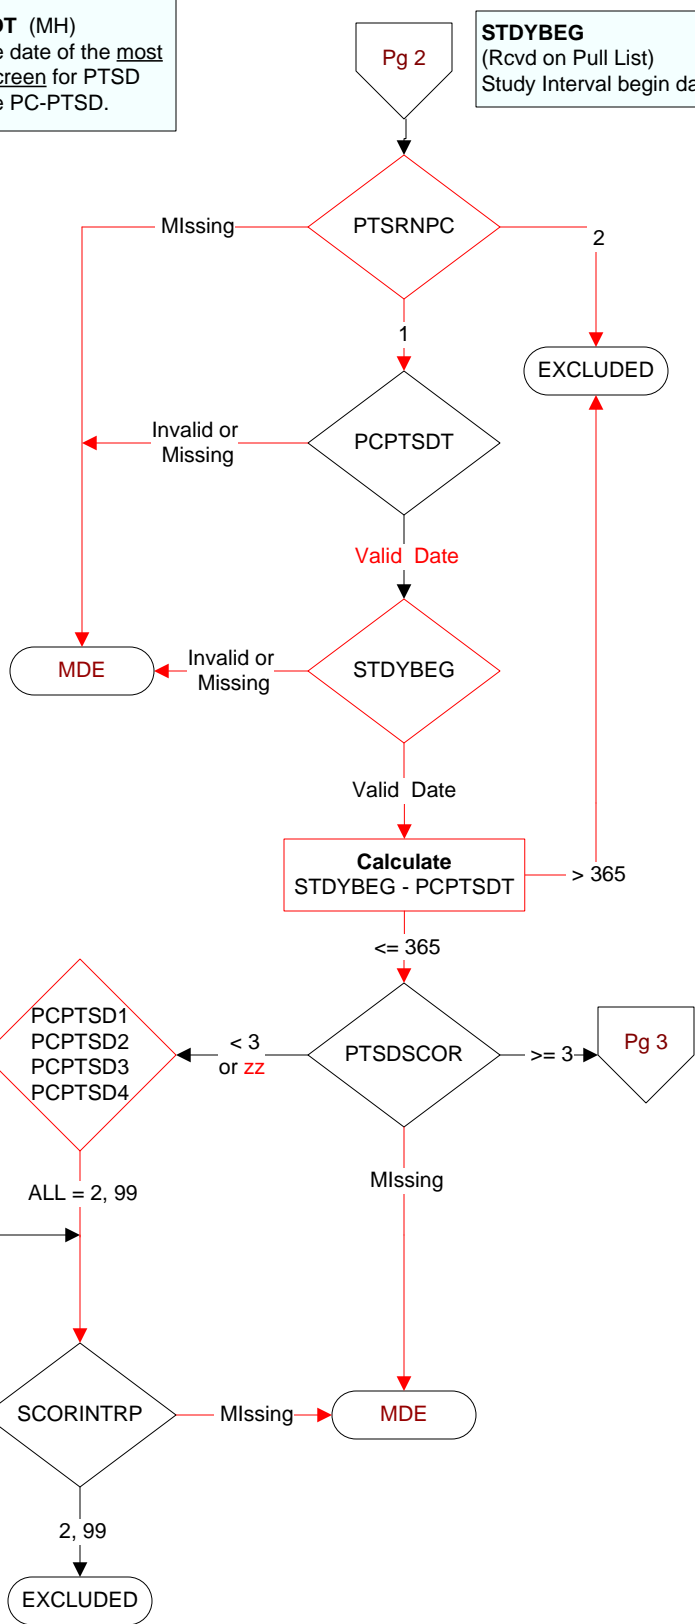 OT (MH)
e date of the most
creen for PTSD
e PC-PTSD.
Pg 2
STDYBEG
(Rcvd on Pull List)
Study Interval begin da
PTSRNPC
MIssing
2
1
EXCLUDED
PCPTSDT
Invalid or
Missing
Valid Date
STDYBEG
Invalid or
Missing
MDE
Valid Date
Calculate
STDYBEG - PCPTSDT
> 365
<= 365
PCPTSD1
PCPTSD2
PCPTSD3
PCPTSD4
< 3
or zz
PTSDSCOR
>= 3
Pg 3
ALL = 2, 99
MIssing
SCORINTRP
MIssing
MDE
2, 99
EXCLUDED